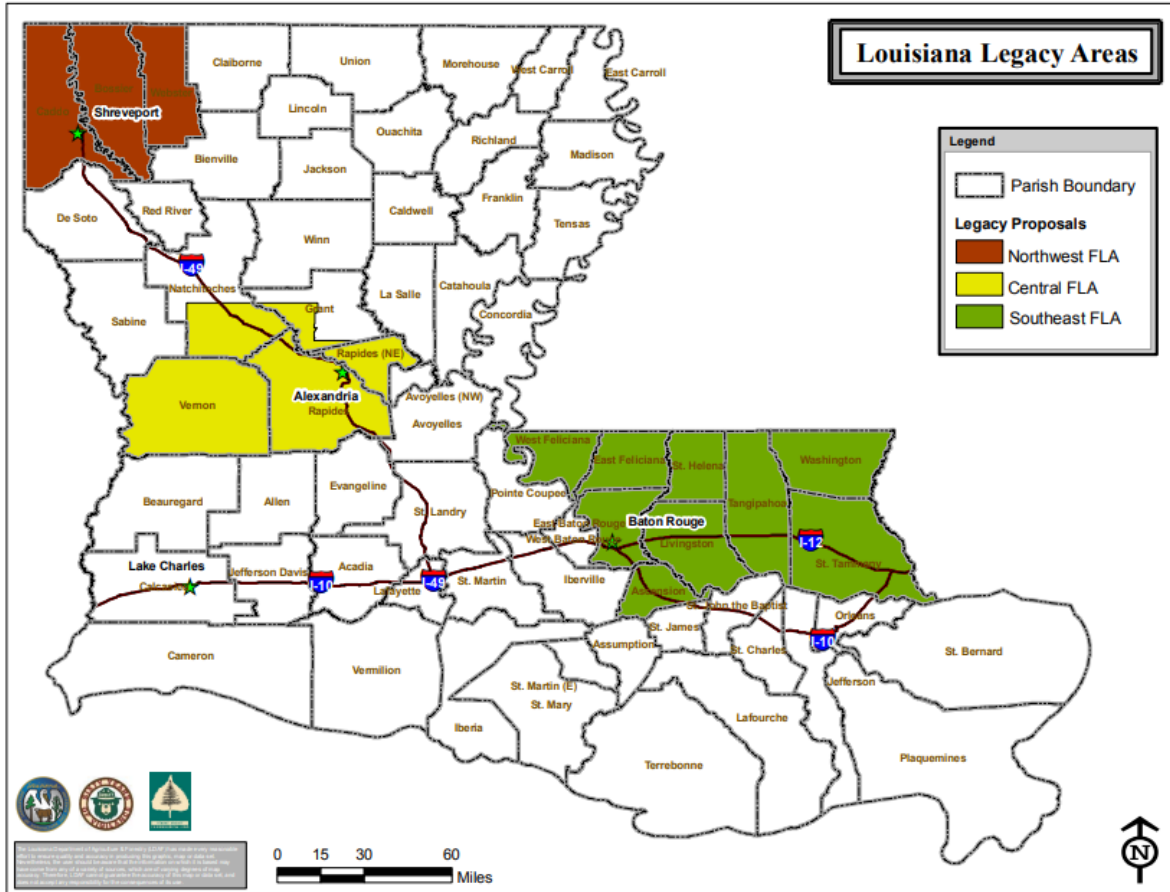 Louisiana Legacy Areas
Legend
Parish Boundary
Legacy Proposals
Northwest FLA
Central FLA
Southeast FLA
Claiborne
Union
Morehouse
West Carroll
East Carroll
Caddo
Bossier
Webster
Shreveport
Lincoln
Ouachita
Richland
Madison
Bienville
Jackson
Franklin
De Soto
Red River
Caldwell
Tensas
Winn
I-49
Natchitoches
La Salle
Catahoula
Concordia
Sabine
Grant
Rapides (NE)
Vernon
Alexandria
Rapides
Avoyelles (NW)
Avoyelles
West Feliciana
East Feliciana
St. Helena
Washington
Beauregard
Allen
Evangeline
Pointe Coupee
Tangipahoa
St. Landry
East Baton Rouge
Baton Rouge
West Baton Rouge
Livingston
I-12
St. Tammany
Lake Charles
Calcasieu
Jefferson Davis
I-10
Acadia
Lafayette
I-49
St. Martin
Iberville
Ascension
St. John the Baptist
Orleans
St. James
Assumption
St. Charles
I-10
St. Bernard
Cameron
Vermilion
St. Martin (E)
St. Mary
Jefferson
Iberia
Lafourche
Terrebonne
Plaquemines
0 15 30 60
Miles
N